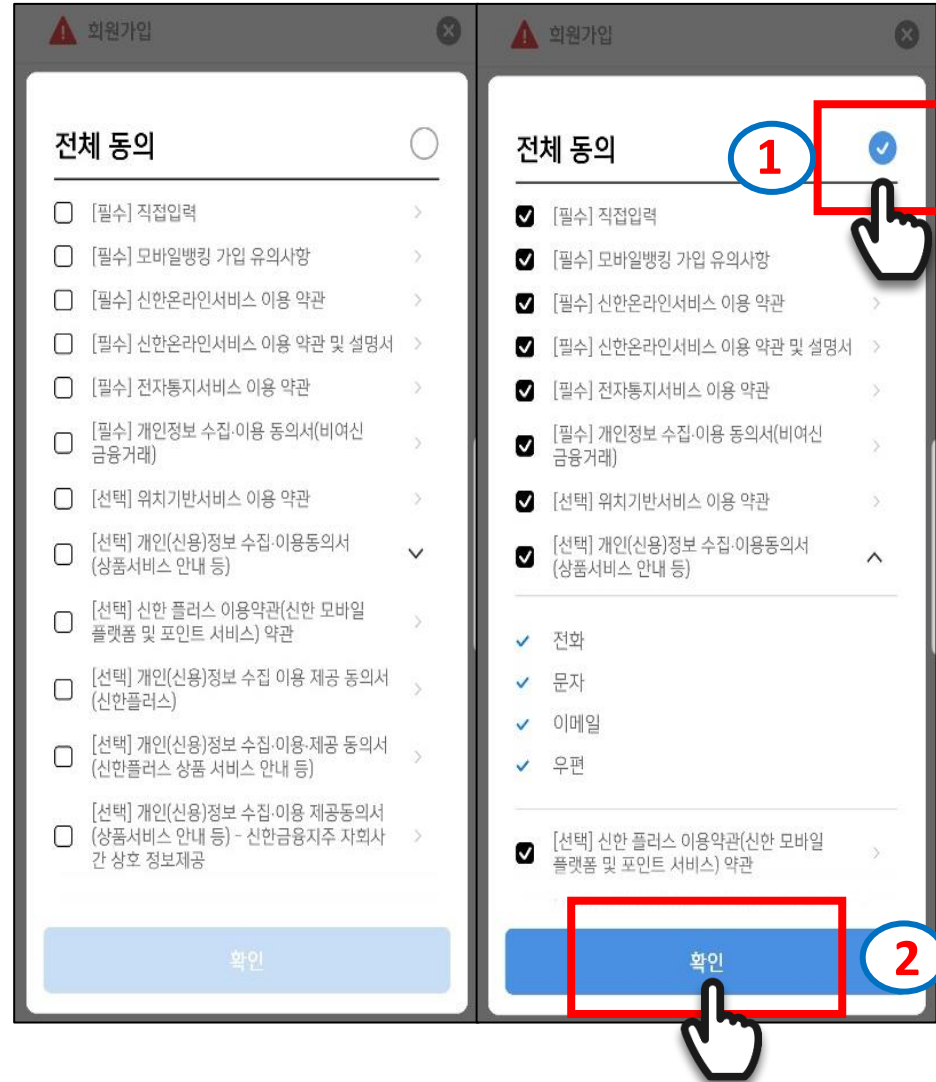 회원가입
전체 동의
[필수] 직접입력
[필수] 모바일뱅킹 가입 유의사항
[필수] 신한온라인서비스 이용 약관
[필수] 신한온라인서비스 이용 약관 및 설명서
[필수] 전자통지서비스 이용 약관
[필수] 개인정보 수집·이용 동의서(비여신
금융거래)
[선택] 위치기반서비스 이용 약관
[선택] 개인(신용)정보 수집·이용동의서
(상품서비스 안내 등)
[선택] 신한 플러스 이용약관(신한 모바일
플랫폼 및 포인트 서비스) 약관
[선택] 개인(신용)정보 수집 이용 제공 동의서
(신한플러스)
[선택] 개인(신용)정보 수집·이용·제공 동의서
(신한플러스 상품 서비스 안내 등)
[선택] 개인(신용)정보 수집·이용 제공동의서
(상품서비스 안내 등) - 신한금융지주 자회사
간 상호 정보제공
확인
회원가입
전체 동의
1
[필수] 직접입력
[필수] 모바일뱅킹 가입 유의사항
[필수] 신한온라인서비스 이용 약관
[필수] 신한온라인서비스 이용 약관 및 설명서
[필수] 전자통지서비스 이용 약관
[필수] 개인정보 수집·이용 동의서(비여신
금융거래)
[선택] 위치기반서비스 이용 약관
[선택] 개인(신용)정보 수집·이용동의서
(상품서비스 안내 등)
전화
문자
이메일
우편
[선택] 신한 플러스 이용약관(신한 모바일
플랫폼 및 포인트 서비스) 약관
확인
2